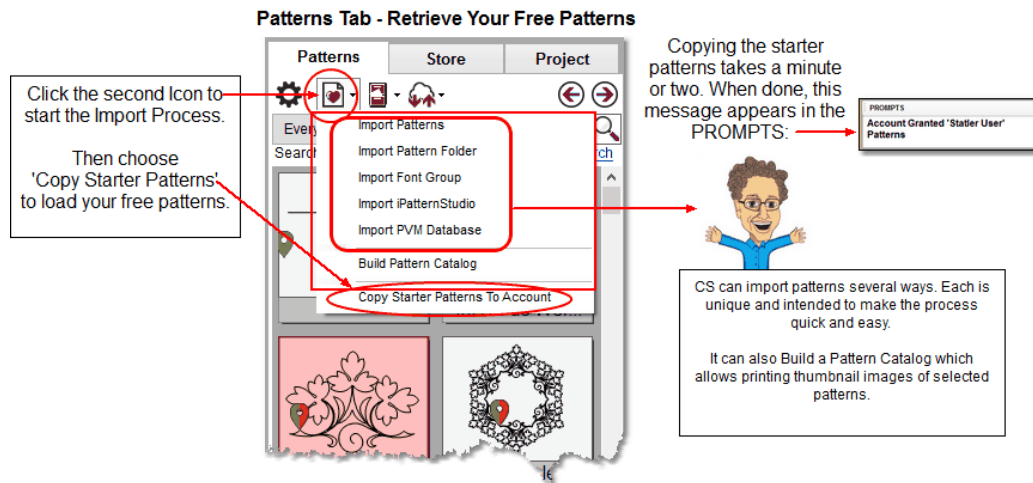 Patterns Tab - Retrieve Your Free Patterns
Click the second Icon to
start the Import Process.
Then choose
'Copy Starter Patterns'
to load your free patterns.
Patterns
Store
Project
Every
Search
ch
Import Patterns
Import Pattern Folder
Import Font Group
Import iPatternStudio
Import PVM Database
Build Pattern Catalog
Copy Starter Patterns To Account
Copying the starter
patterns takes a minute
or two. When done, this
message appears in the
PROMPTS:
PROMPTS
Account Granted 'Statler User'
Patterns
CS can import patterns several ways. Each is
unique and intended to make the process
quick and easy.
It can also Build a Pattern Catalog which
allows printing thumbnail images of selected
patterns.